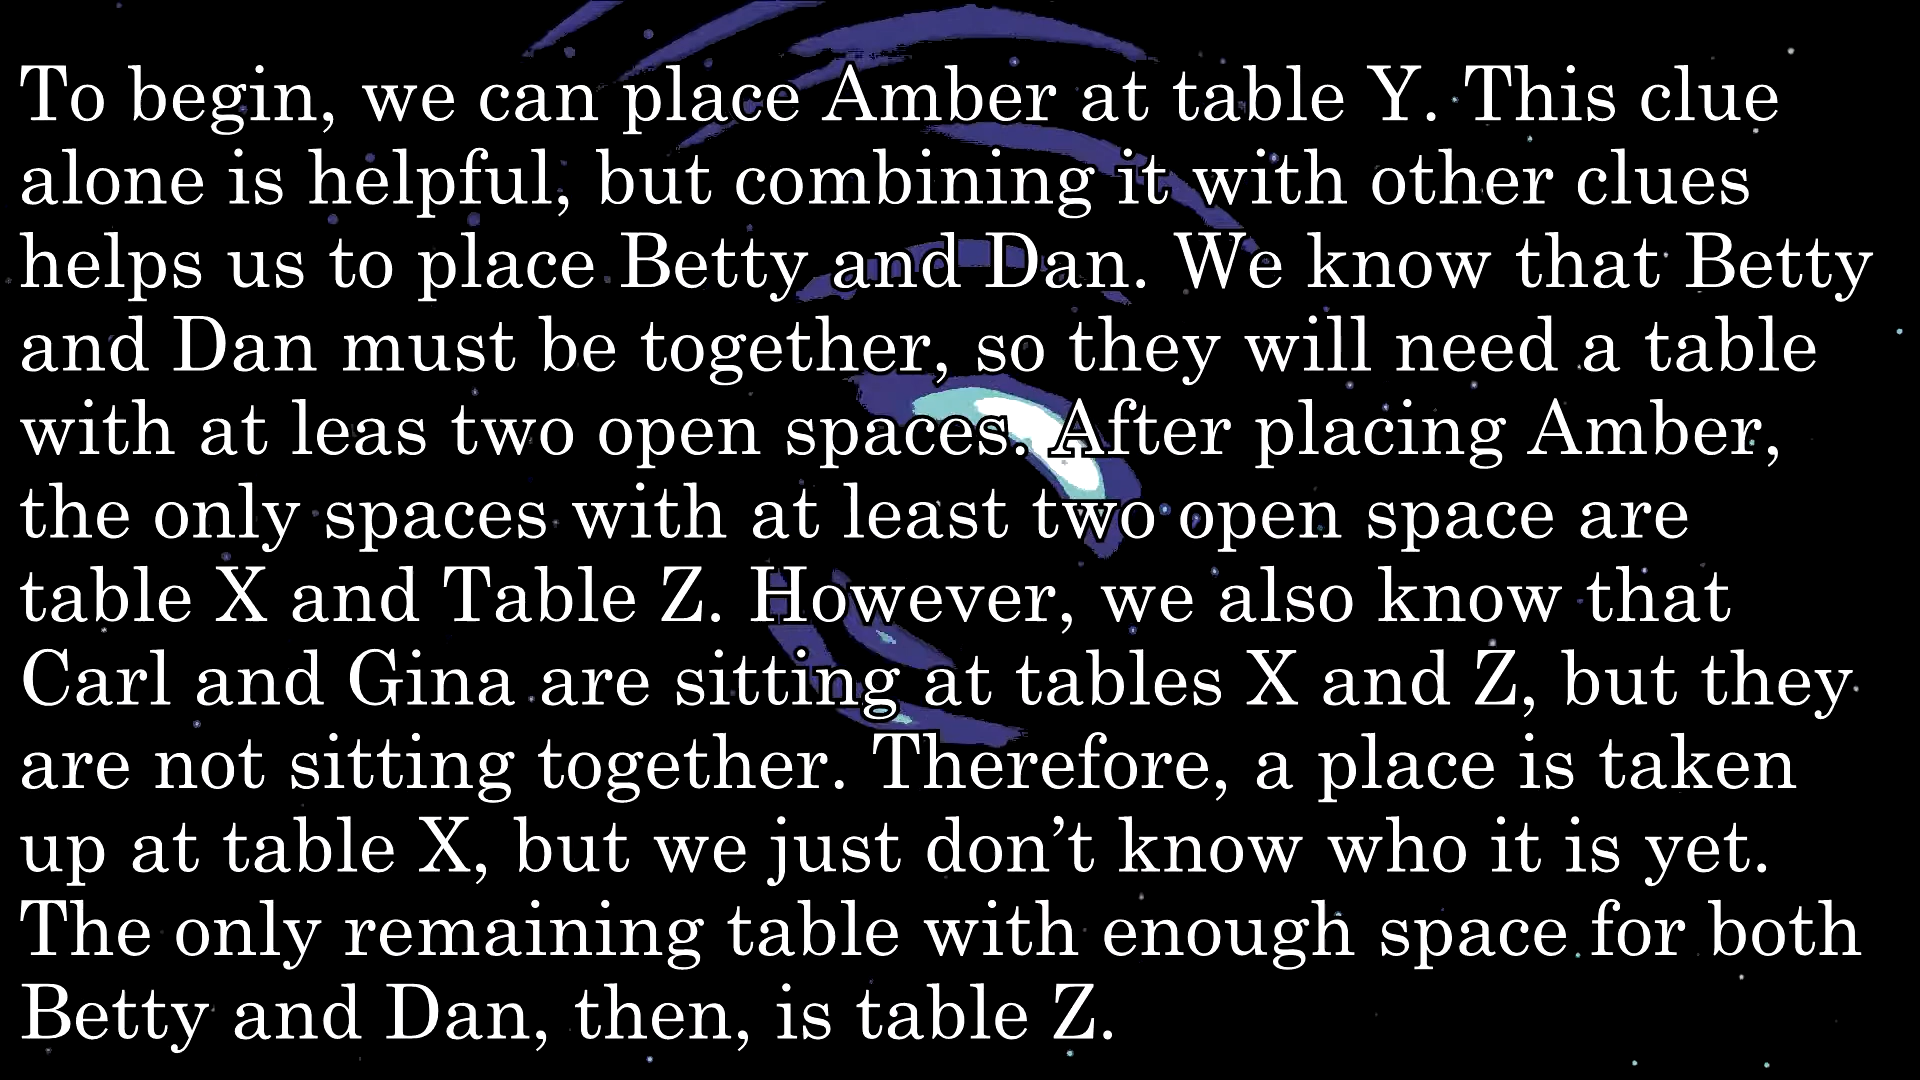 To begin, we can place Amber at table Y. This clue
alone is helpful, but combining it with other clues
helps us to place Betty and Dan. We know that Betty
and Dan must be together, so they will need a table
with at leas two open spaces. After placing Amber,
the only spaces with at least two open space are
table X and Table Z. However, we also know that
Carl and Gina are sitting at tables X and Z, but they
are not sitting together. Therefore, a place is taken
up at table X, but we just don’t know who it is yet.
The only remaining table with enough space for both
Betty and Dan, then, is table Z.